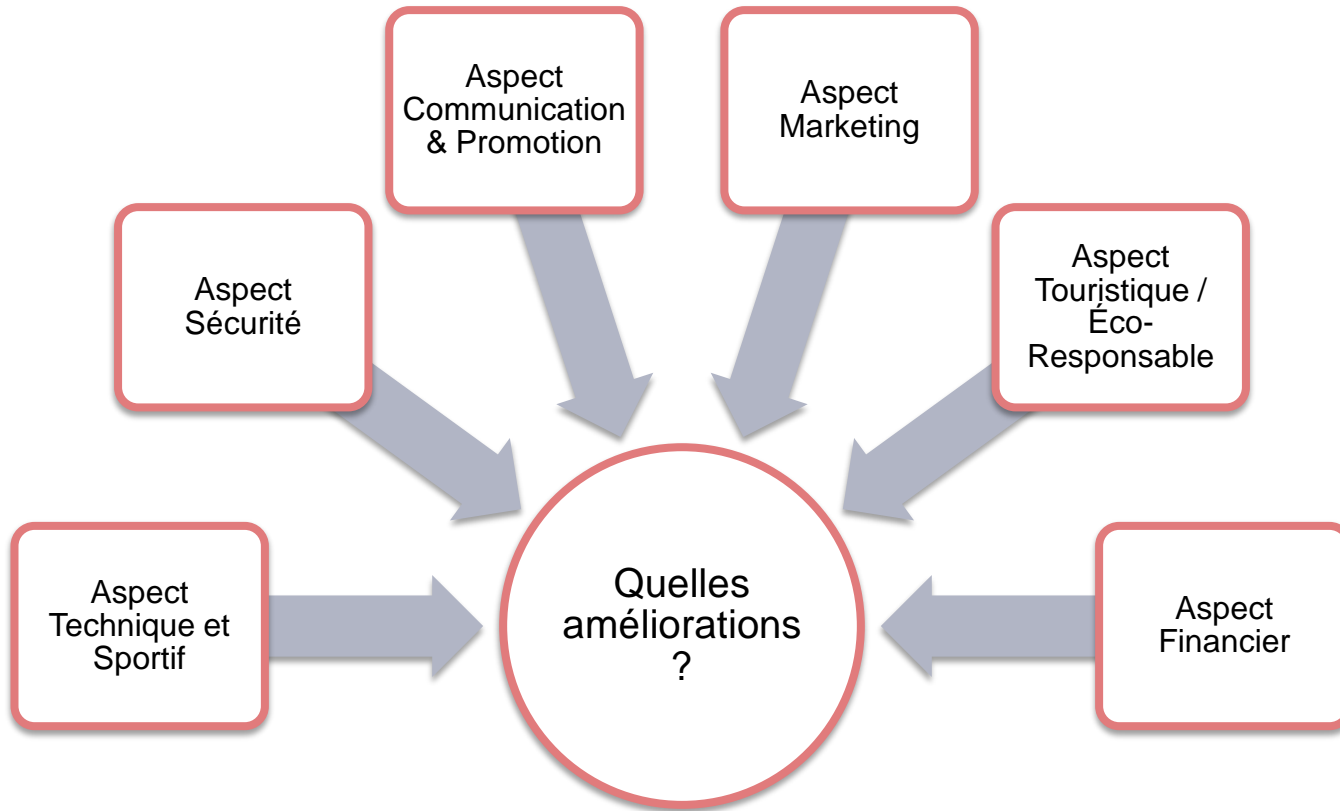 Aspect
Communication
& Promotion
Aspect
Marketing
Aspect
Sécurité
Aspect
Touristique /
Éco-
Responsable
Aspect
Technique et
Sportif
Quelles
améliorations
?
Aspect
Financier